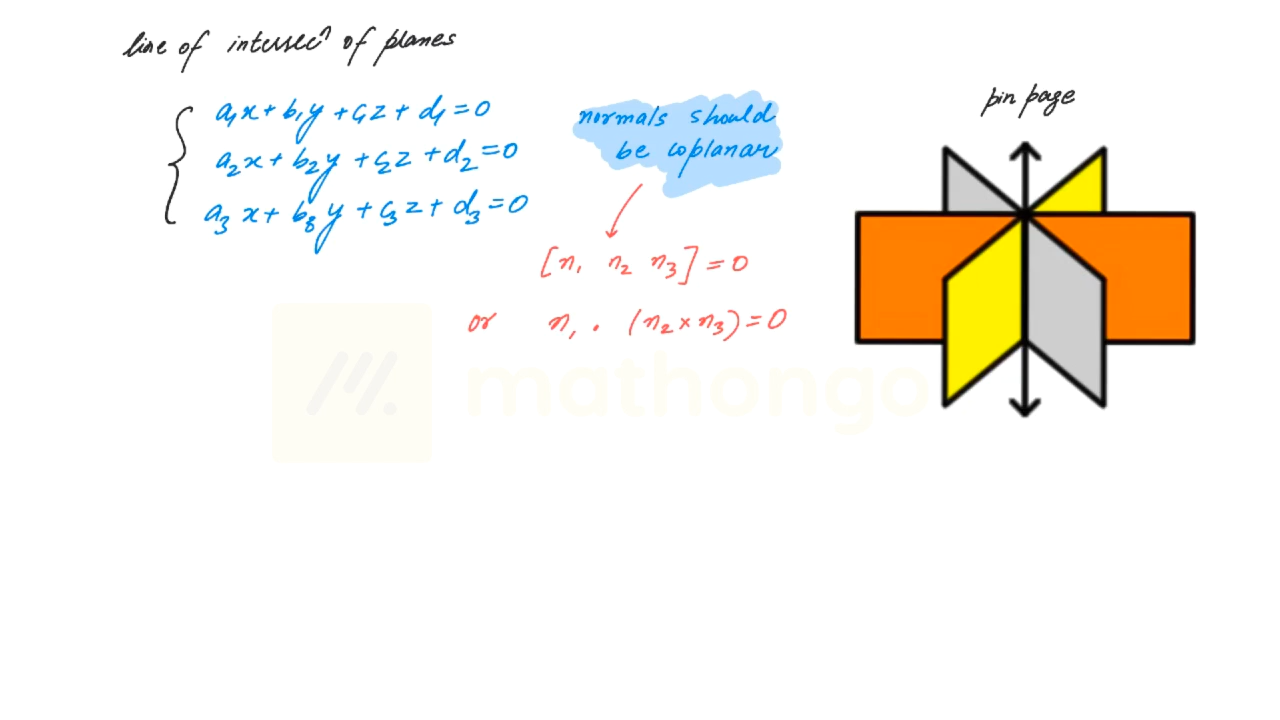 line of intersecⁿ of planes
a₁x + b₁y + c₁z + d₁ = 0
a₂x + b₂y + c₂z + d₂ = 0
a₃x + b₃y + c₃z + d₃ = 0
normals should
be coplanar
[n₁ n₂ n₃] = 0
or n₁ . (n₂ × n₃) = 0
pin page
mathongo